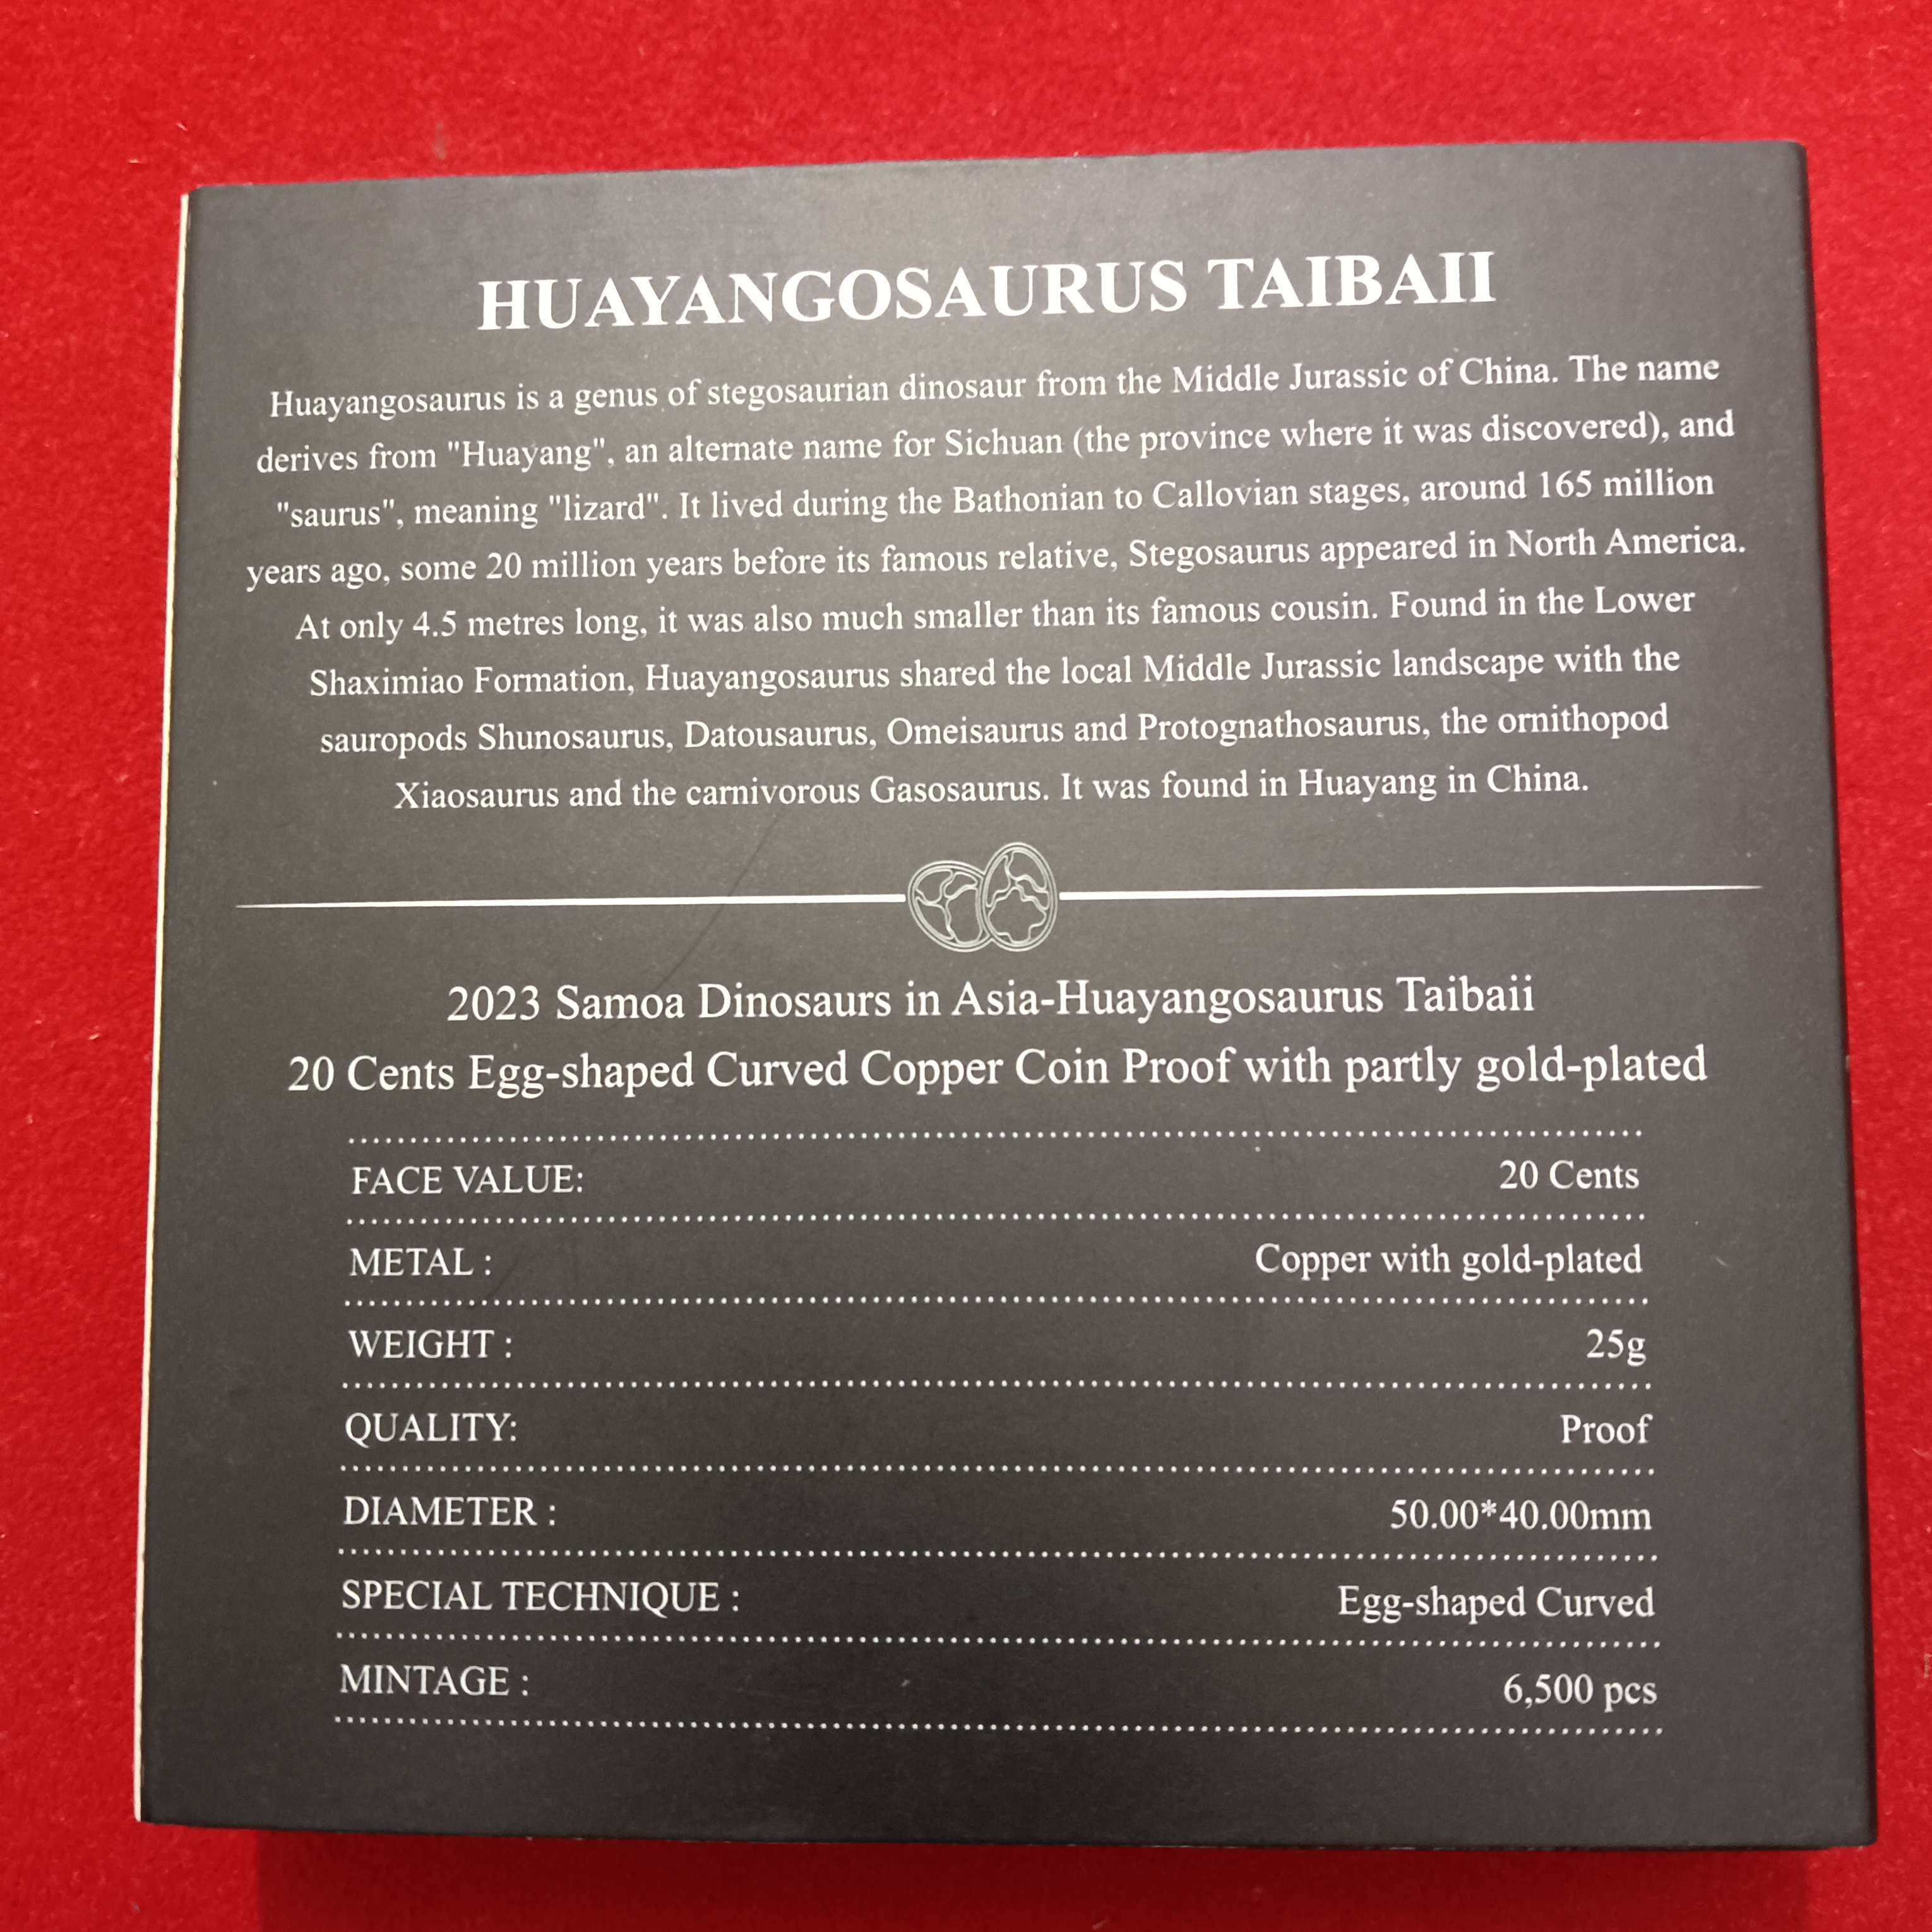 HUAYANGOSAURUS TAIBAII
Huayangosaurus is a genus of stegosaurian dinosaur from the Middle Jurassic of China. The name
derives from "Huayang", an alternate name for Sichuan (the province where it was discovered), and
"saurus", meaning "lizard". It lived during the Bathonian to Callovian stages, around 165 million
years ago, some 20 million years before its famous relative, Stegosaurus appeared in North America.
At only 4.5 metres long, it was also much smaller than its famous cousin. Found in the Lower
Shaximiao Formation, Huayangosaurus shared the local Middle Jurassic landscape with the
sauropods Shunosaurus, Datousaurus, Omeisaurus and Protognathosaurus, the ornithopod
Xiaosaurus and the carnivorous Gasosaurus. It was found in Huayang in China.
2023 Samoa Dinosaurs in Asia-Huayangosaurus Taibaii
20 Cents Egg-shaped Curved Copper Coin Proof with partly gold-plated
FACE VALUE: 20 Cents
METAL : Copper with gold-plated
WEIGHT : 25g
QUALITY: Proof
DIAMETER : 50.00*40.00mm
SPECIAL TECHNIQUE : Egg-shaped Curved
MINTAGE : 6,500 pcs